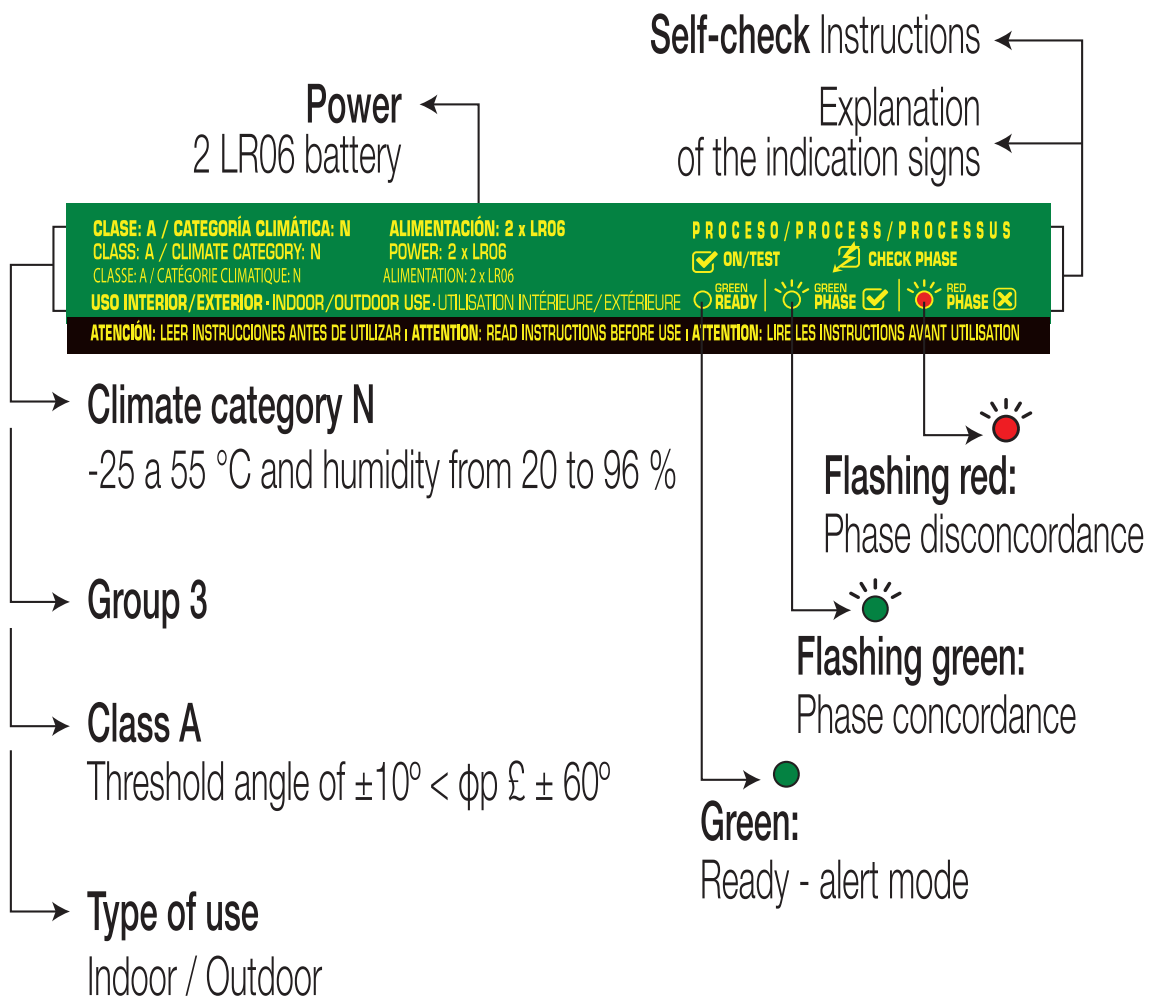 Self-check Instructions
Explanation
of the indication signs
Power
2 LR06 battery
CLASE: A / CATEGORÍA CLIMÁTICA: N
CLASS: A / CLIMATE CATEGORY: N
CLASSE: A / CATÉGORIE CLIMATIQUE: N
ALIMENTACIÓN: 2 x LR06
POWER: 2 x LR06
ALIMENTATION: 2 x LR06
PROCESO/PROCESS/PROCESSUS
ON/TEST
CHECK PHASE
USO INTERIOR/EXTERIOR · INDOOR/OUTDOOR USE · UTILISATION INTÉRIEURE/EXTÉRIEURE
GREEN
READY
GREEN
PHASE
RED
PHASE
ATENCIÓN: LEER INSTRUCCIONES ANTES DE UTILIZAR | ATTENTION: READ INSTRUCTIONS BEFORE USE | ATTENTION: LIRE LES INSTRUCTIONS AVANT UTILISATION
Climate category N
-25 a 55 °C and humidity from 20 to 96 %
Group 3
Class A
Threshold angle of ±10º < ϕp £ ± 60º
Type of use
Indoor / Outdoor
Flashing red:
Phase disconcordance
Flashing green:
Phase concordance
Green:
Ready - alert mode